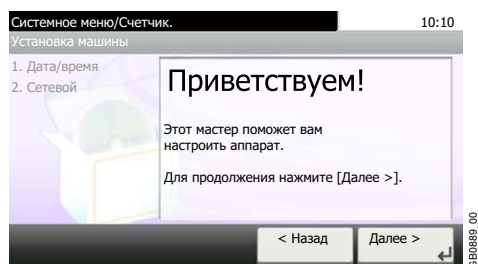 Системное меню/Счетчик.
10:10
Установка машины
1. Дата/время
2. Сетевой
Приветствуем!
Этот мастер поможет вам
настроить аппарат.
Для продолжения нажмите [Далее >].
< Назад
Далее >
GB0889_00